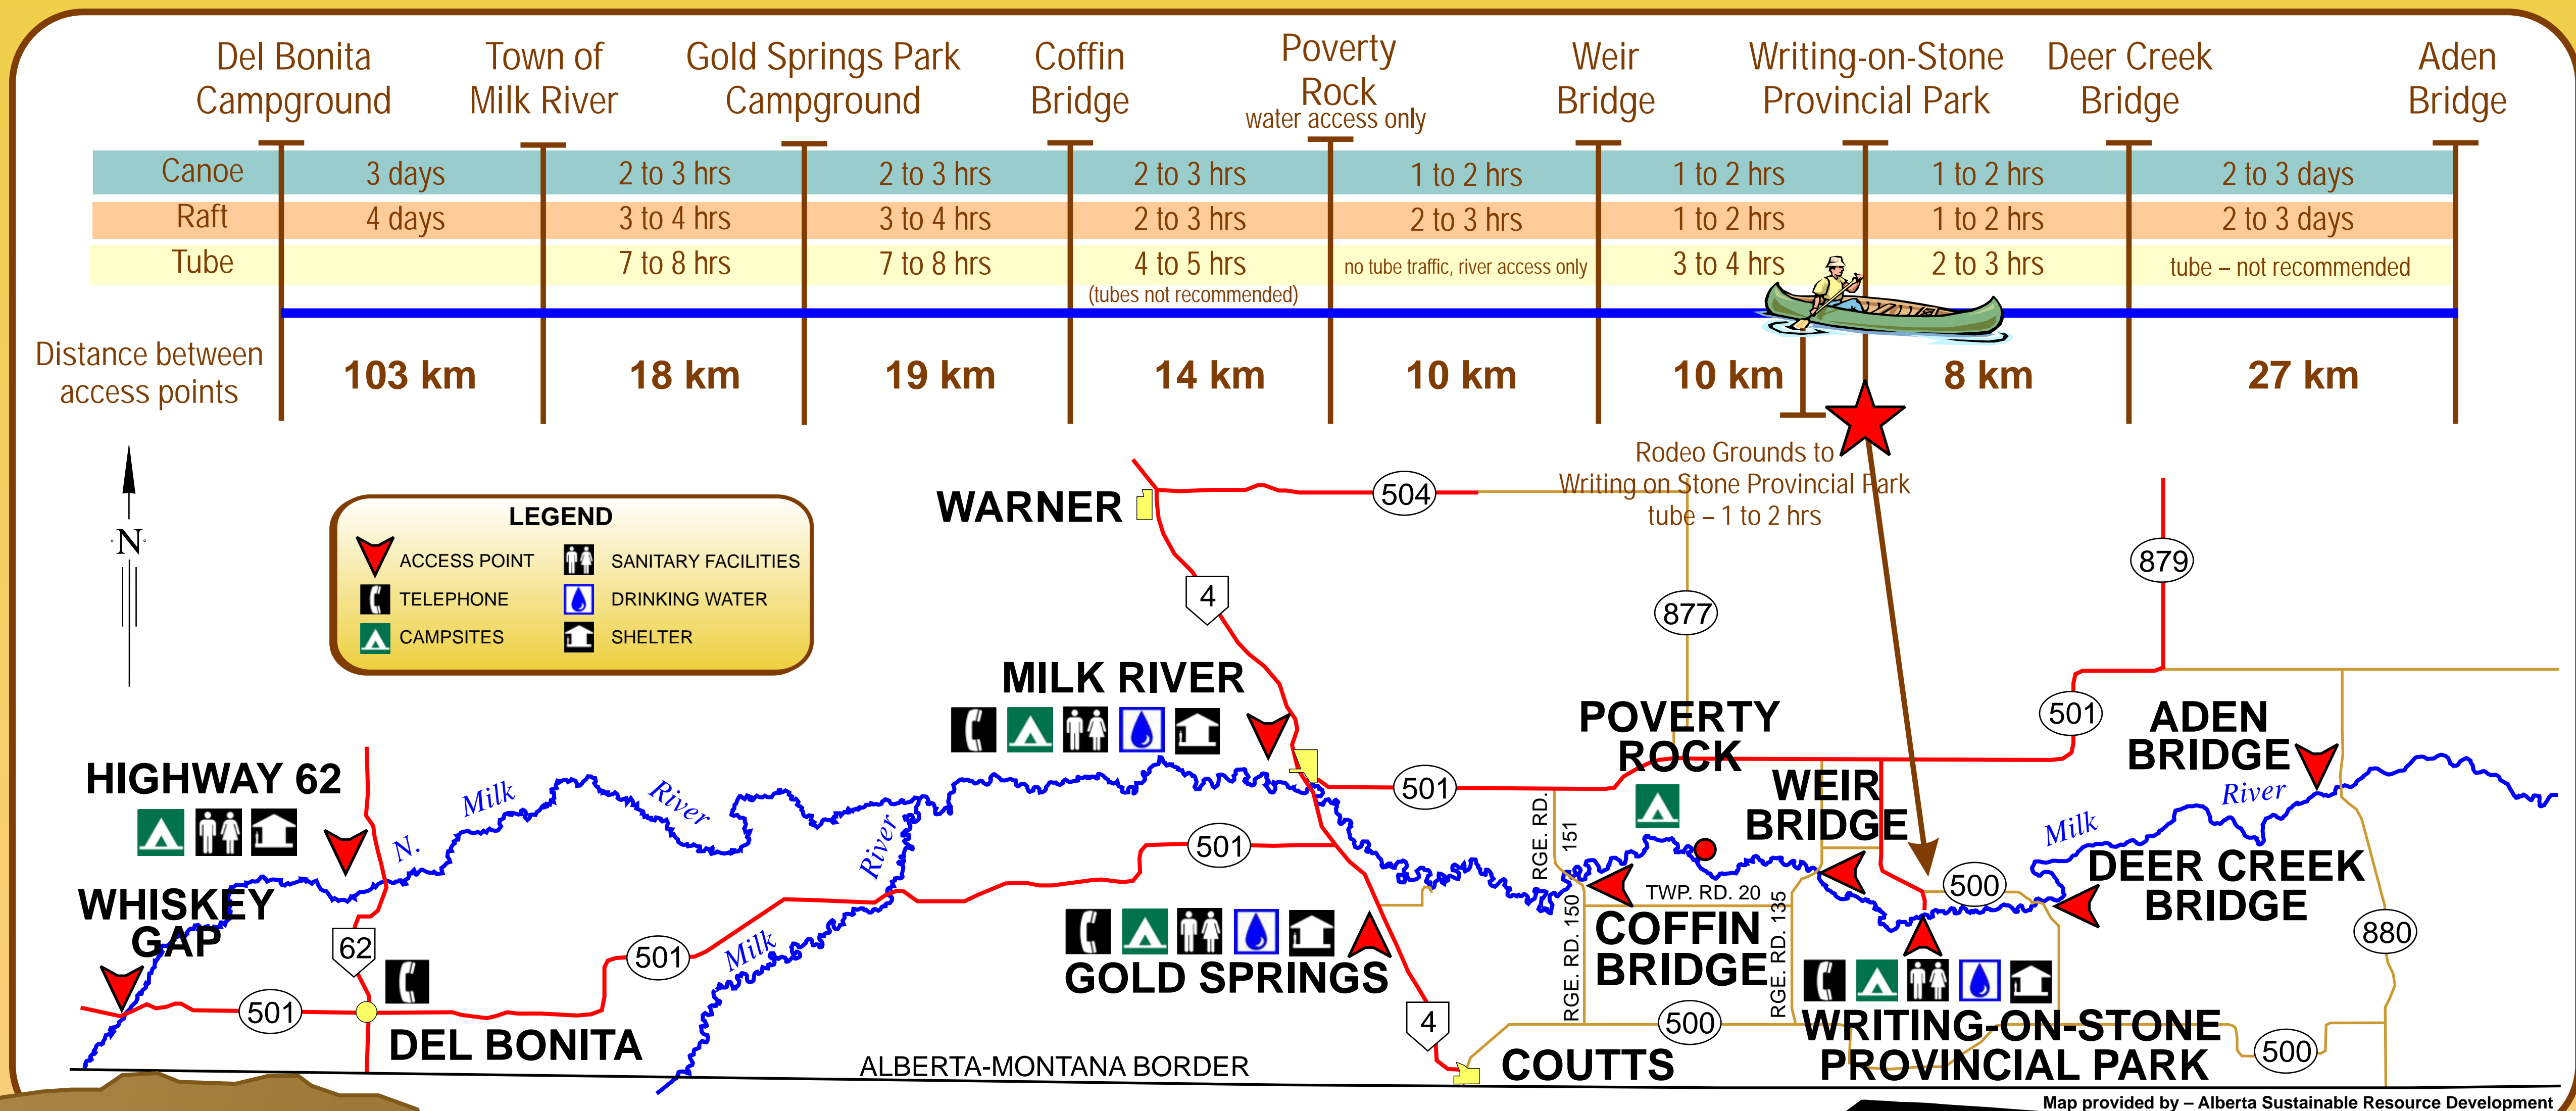 Del Bonita
Campground
Town of
Milk River
Gold Springs Park
Campground
Coffin
Bridge
Poverty
Rock
water access only
Weir
Bridge
Writing-on-Stone
Provincial Park
Deer Creek
Bridge
Aden
Bridge
Canoe 3 days 2 to 3 hrs 2 to 3 hrs 2 to 3 hrs 1 to 2 hrs 1 to 2 hrs 1 to 2 hrs 2 to 3 days
Raft 4 days 3 to 4 hrs 3 to 4 hrs 2 to 3 hrs 2 to 3 hrs 1 to 2 hrs 1 to 2 hrs 2 to 3 days
Tube 7 to 8 hrs 7 to 8 hrs 4 to 5 hrs no tube traffic, river access only 3 to 4 hrs 2 to 3 hrs tube – not recommended
(tubes not recommended)
Distance between
access points
103 km 18 km 19 km 14 km 10 km 10 km 8 km 27 km
Rodeo Grounds to
Writing on Stone Provincial Park
tube – 1 to 2 hrs
N
LEGEND
ACCESS POINT
SANITARY FACILITIES
TELEPHONE
DRINKING WATER
CAMPSITES
SHELTER
WARNER
504
4
877
879
MILK RIVER
POVERTY
ROCK
501
ADEN
BRIDGE
HIGHWAY 62
N.
Milk
River
River
501
RGE. RD.
151
WEIR
BRIDGE
Milk
River
501
WHISKEY
GAP
62
501
Milk
GOLD SPRINGS
RGE. RD. 150
TWP. RD. 20
COFFIN
BRIDGE
RGE. RD. 135
500
DEER CREEK
BRIDGE
880
501
DEL BONITA
4
500
WRITING-ON-STONE
PROVINCIAL PARK
500
COUTTS
ALBERTA-MONTANA BORDER
Map provided by – Alberta Sustainable Resource Development